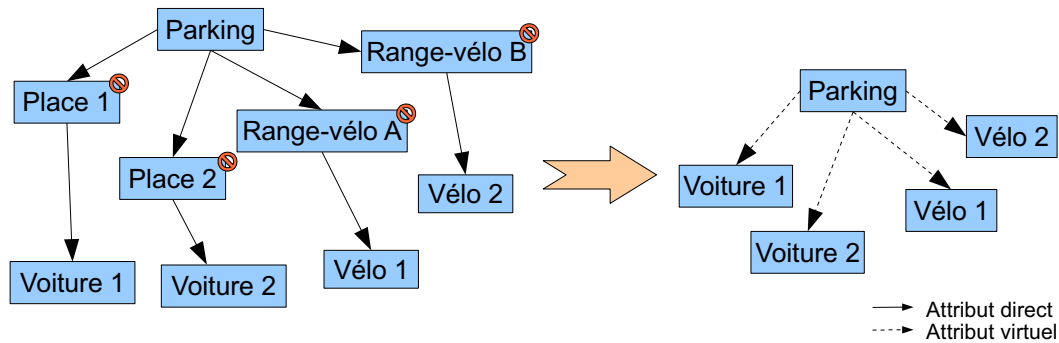 Parking
Range-vélo B
Place 1
Range-vélo A
Place 2
Vélo 2
Voiture 1
Voiture 2
Vélo 1
Parking
Vélo 2
Voiture 1
Vélo 1
Voiture 2
Attribut direct
Attribut virtuel